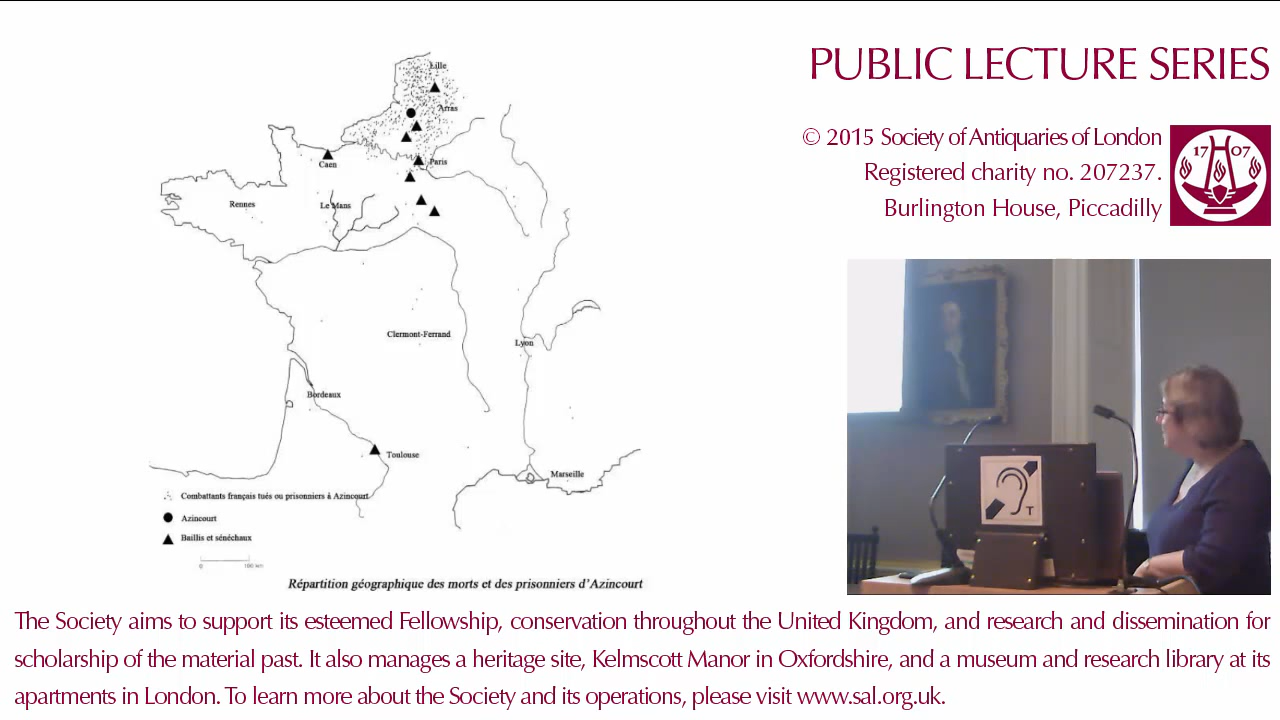 PUBLIC LECTURE SERIES
© 2015 Society of Antiquaries of London
Registered charity no. 207237.
Burlington House, Piccadilly
17 07
Lille
Arras
Caen
Paris
Rennes
Le Mans
Clermont-Ferrand
Lyon
Bordeaux
Toulouse
Marseille
Combattants français tués ou prisonniers à Azincourt
Azincourt
Baillis et sénéchaux
0 100 km
Répartition géographique des morts et des prisonniers d'Azincourt
T
The Society aims to support its esteemed Fellowship, conservation throughout the United Kingdom, and research and dissemination for
scholarship of the material past. It also manages a heritage site, Kelmscott Manor in Oxfordshire, and a museum and research library at its
apartments in London. To learn more about the Society and its operations, please visit www.sal.org.uk.